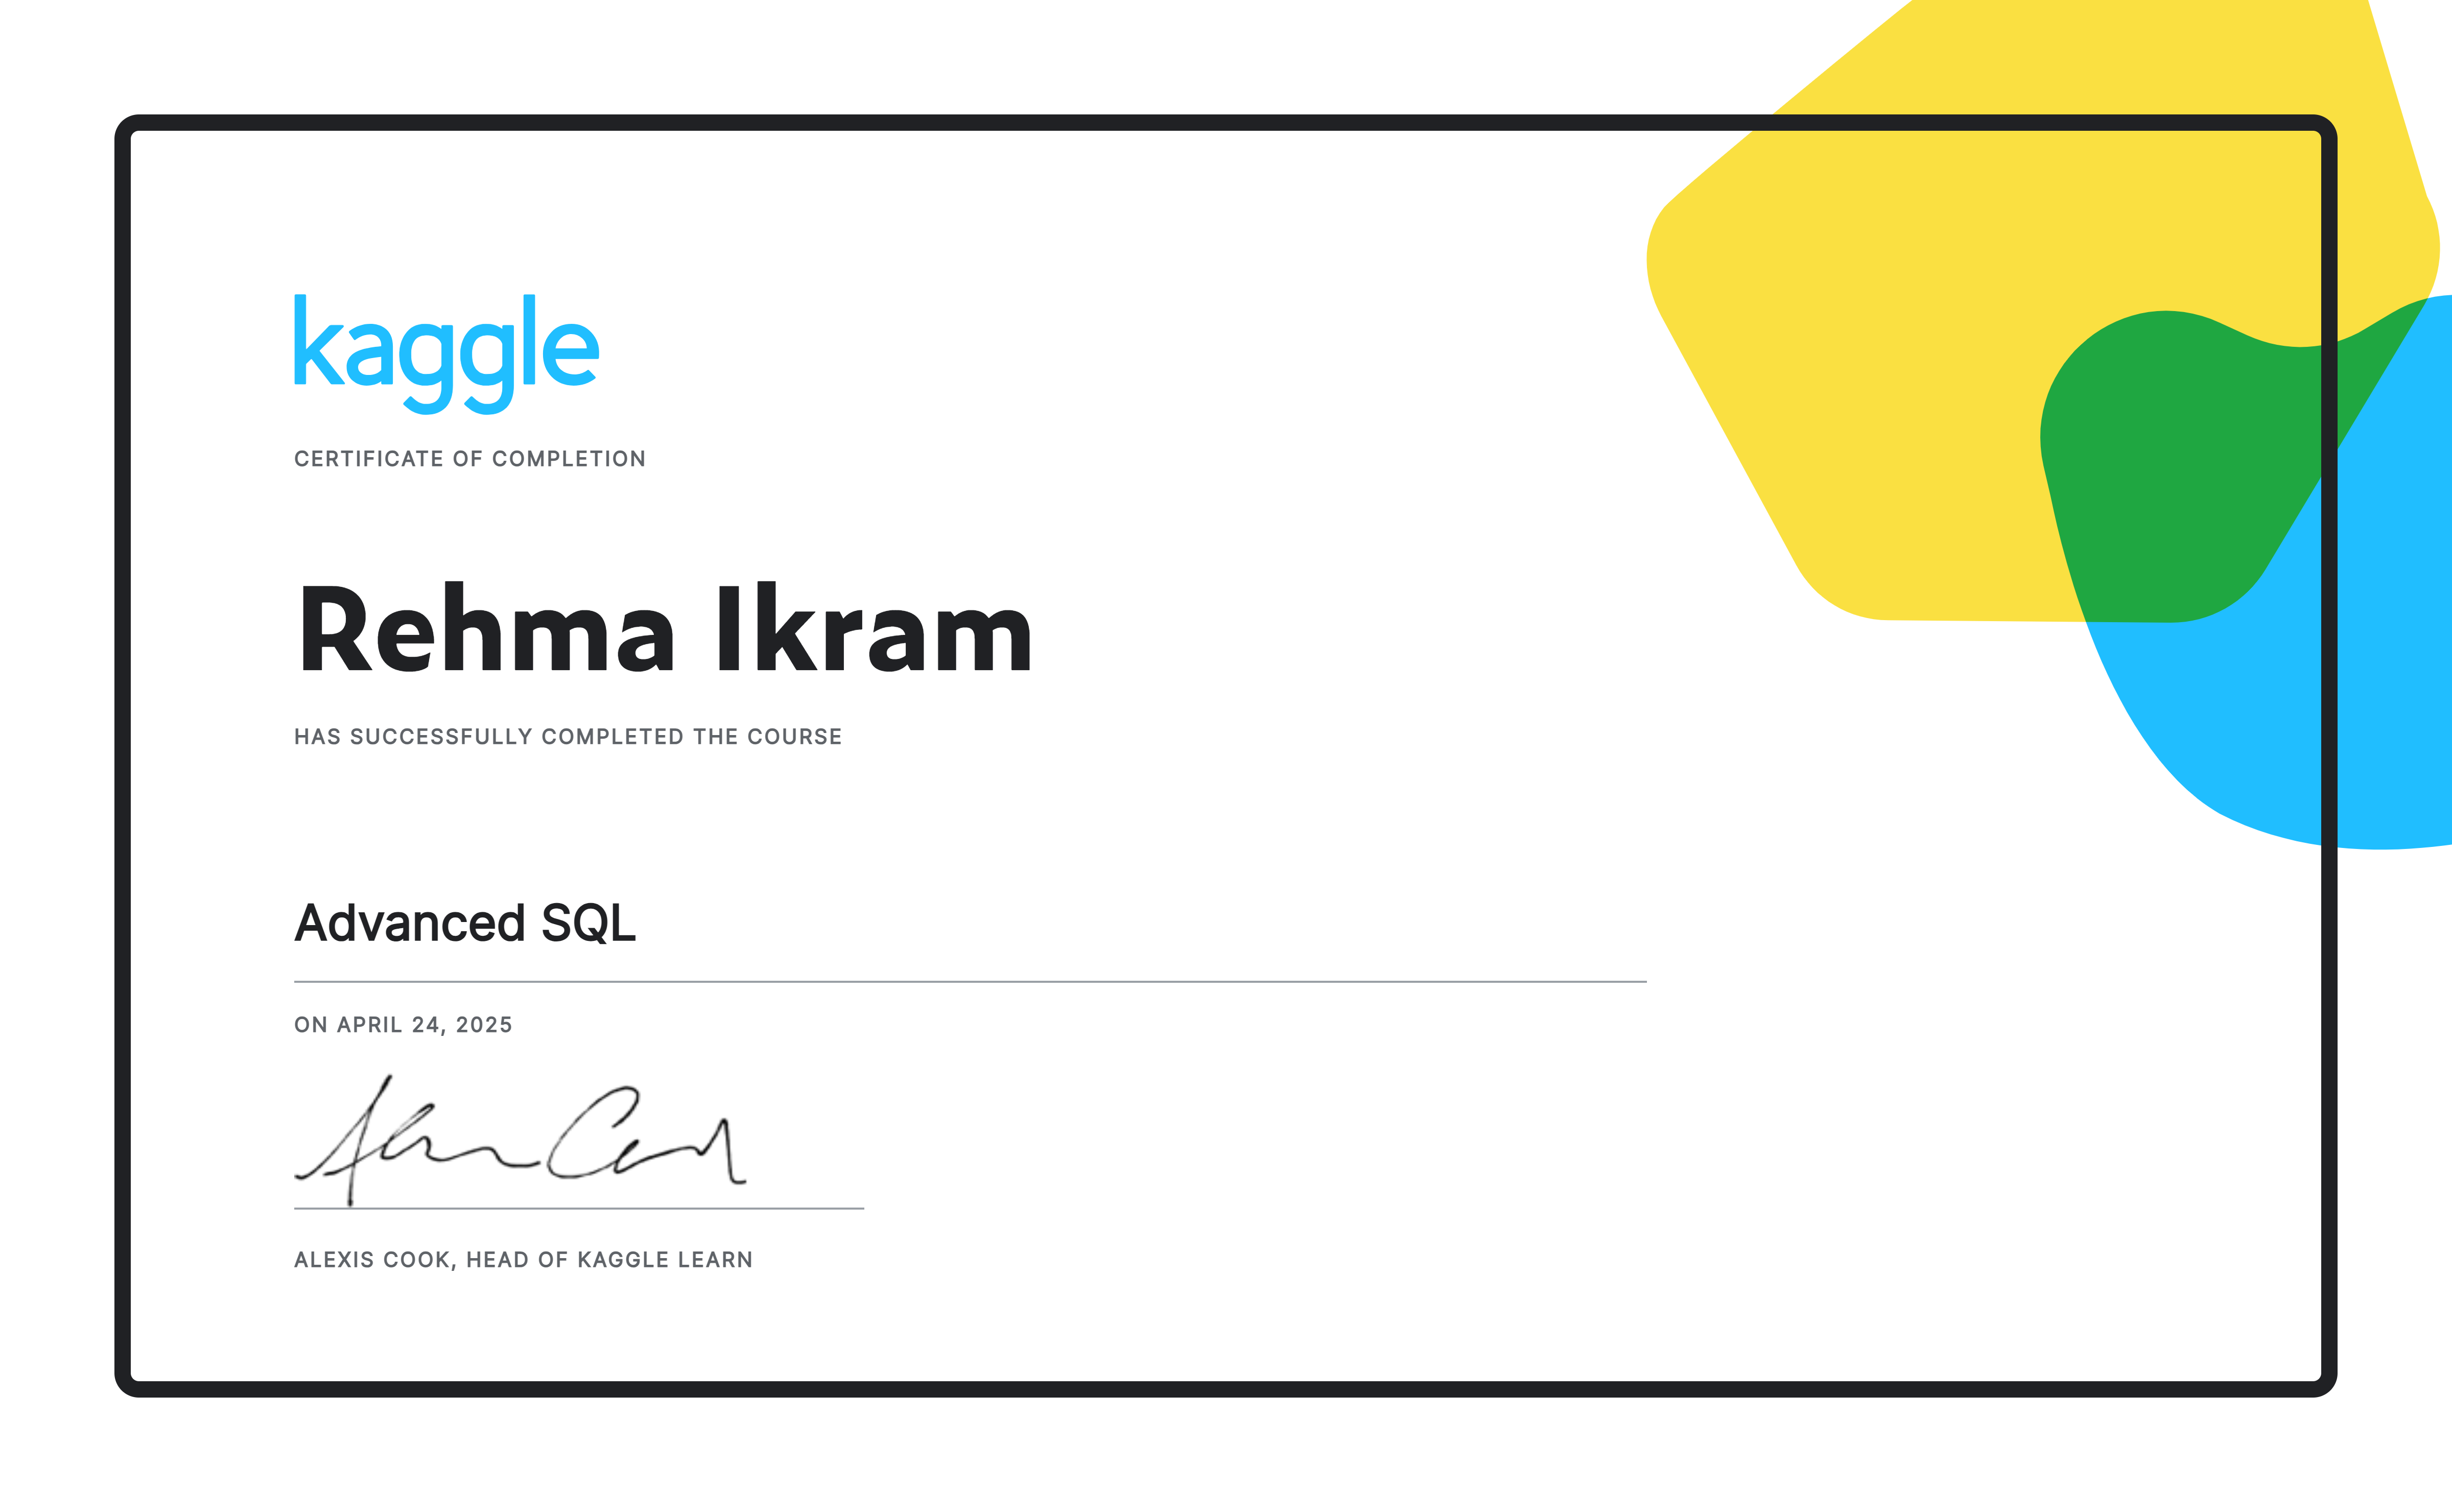 kaggle
CERTIFICATE OF COMPLETION
Rehma Ikram
HAS SUCCESSFULLY COMPLETED THE COURSE
Advanced SQL
ON APRIL 24, 2025
ALEXIS COOK, HEAD OF KAGGLE LEARN